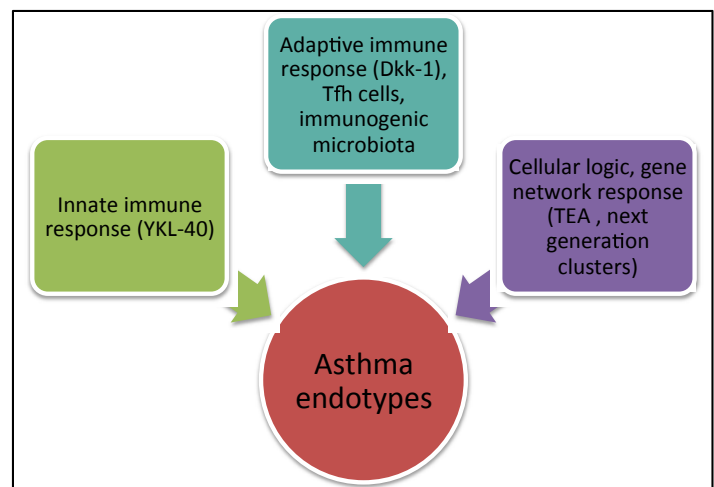 Adaptive immune
response (Dkk-1),
Tfh cells,
immunogenic
microbiota
Innate immune
response (YKL-40)
Cellular logic, gene
network response
(TEA , next
generation
clusters)
Asthma
endotypes